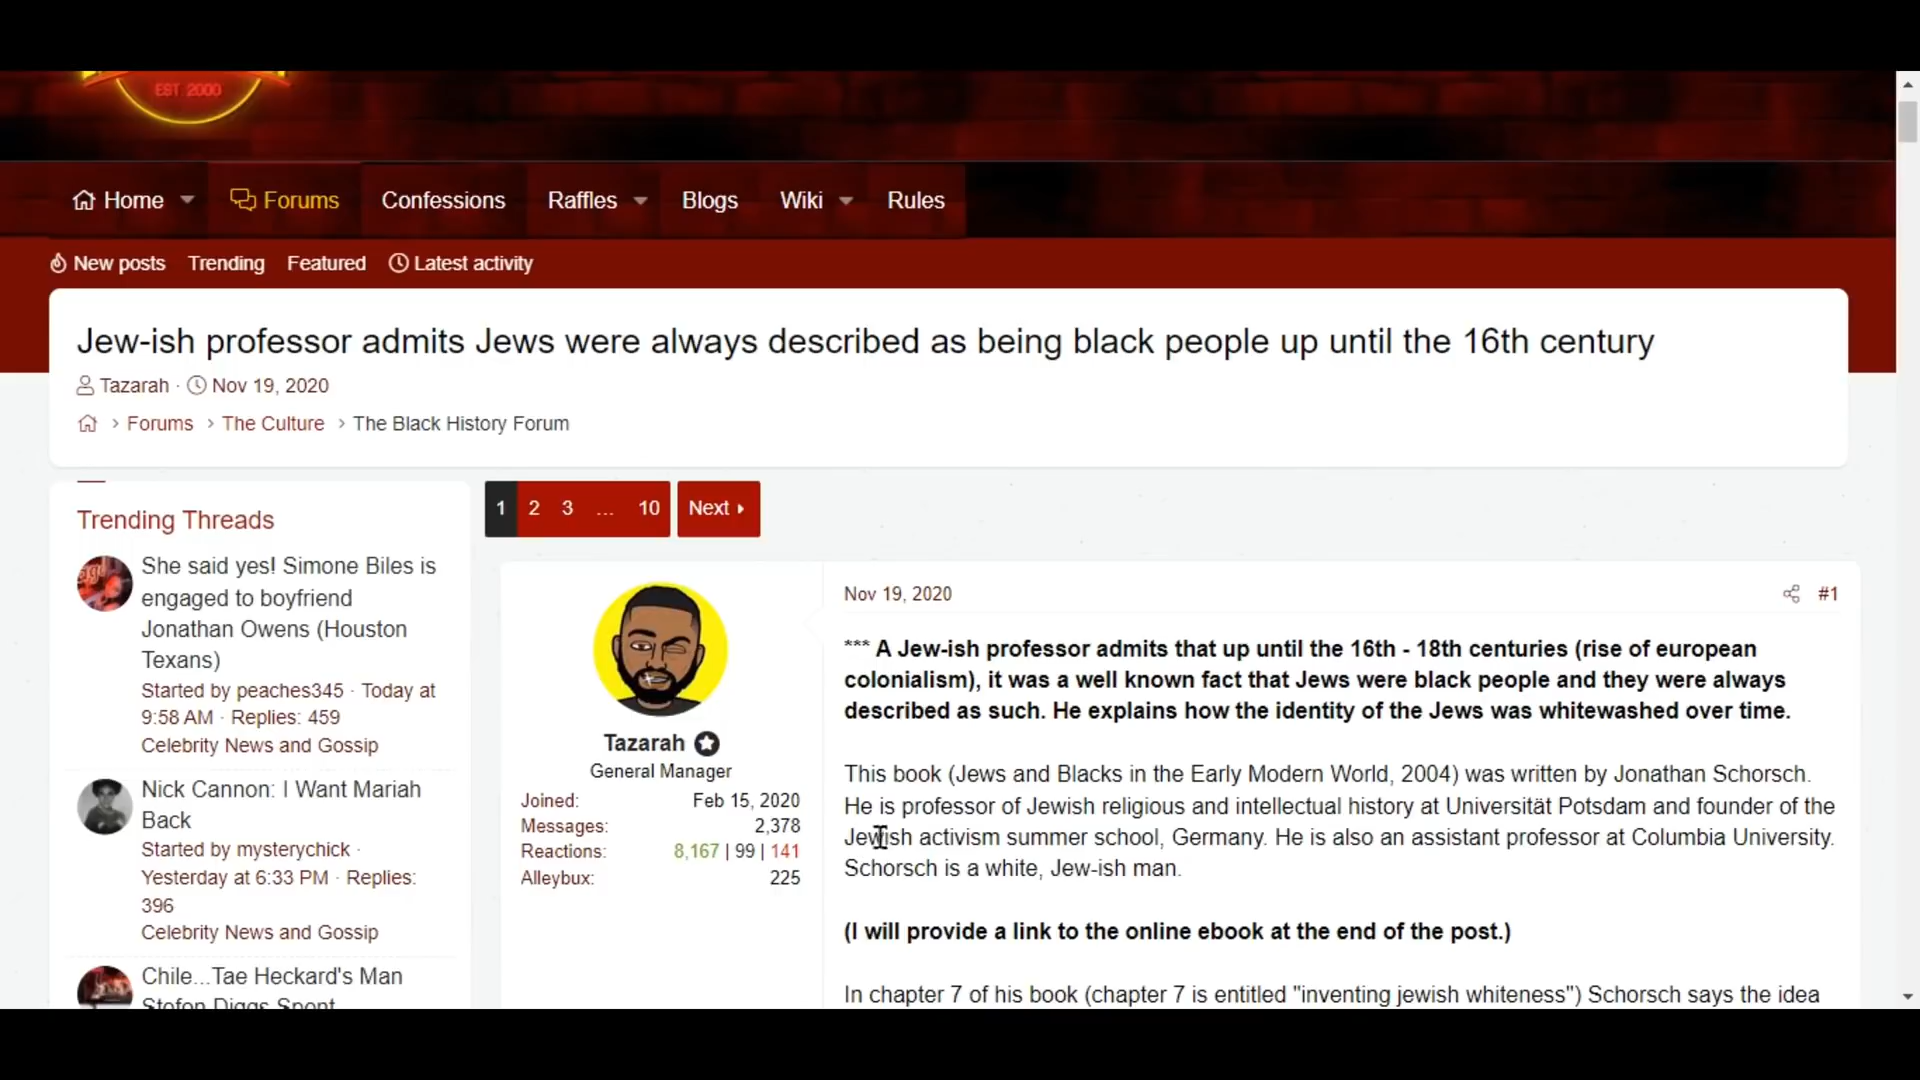 EST. 2000
Home
Forums
Confessions
Raffles
Blogs
Wiki
Rules
New posts
Trending
Featured
Latest activity
Jew-ish professor admits Jews were always described as being black people up until the 16th century
Tazarah · Nov 19, 2020
Forums > The Culture > The Black History Forum
Trending Threads
She said yes! Simone Biles is
engaged to boyfriend
Jonathan Owens (Houston
Texans)
Started by peaches345 · Today at
9:58 AM · Replies: 459
Celebrity News and Gossip
Nick Cannon: I Want Mariah
Back
Started by mysterychick ·
Yesterday at 6:33 PM · Replies:
396
Celebrity News and Gossip
Chile...Tae Heckard's Man
Stefon Diggs Spent
1 2 3 ... 10 Next
Tazarah
General Manager
Joined: Feb 15, 2020
Messages: 2,378
Reactions: 8,167 | 99 | 141
Alleybux: 225
Nov 19, 2020 #1
*** A Jew-ish professor admits that up until the 16th - 18th centuries (rise of european
colonialism), it was a well known fact that Jews were black people and they were always
described as such. He explains how the identity of the Jews was whitewashed over time.
This book (Jews and Blacks in the Early Modern World, 2004) was written by Jonathan Schorsch.
He is professor of Jewish religious and intellectual history at Universität Potsdam and founder of the
Jewish activism summer school, Germany. He is also an assistant professor at Columbia University.
Schorsch is a white, Jew-ish man.
(I will provide a link to the online ebook at the end of the post.)
In chapter 7 of his book (chapter 7 is entitled "inventing jewish whiteness") Schorsch says the idea